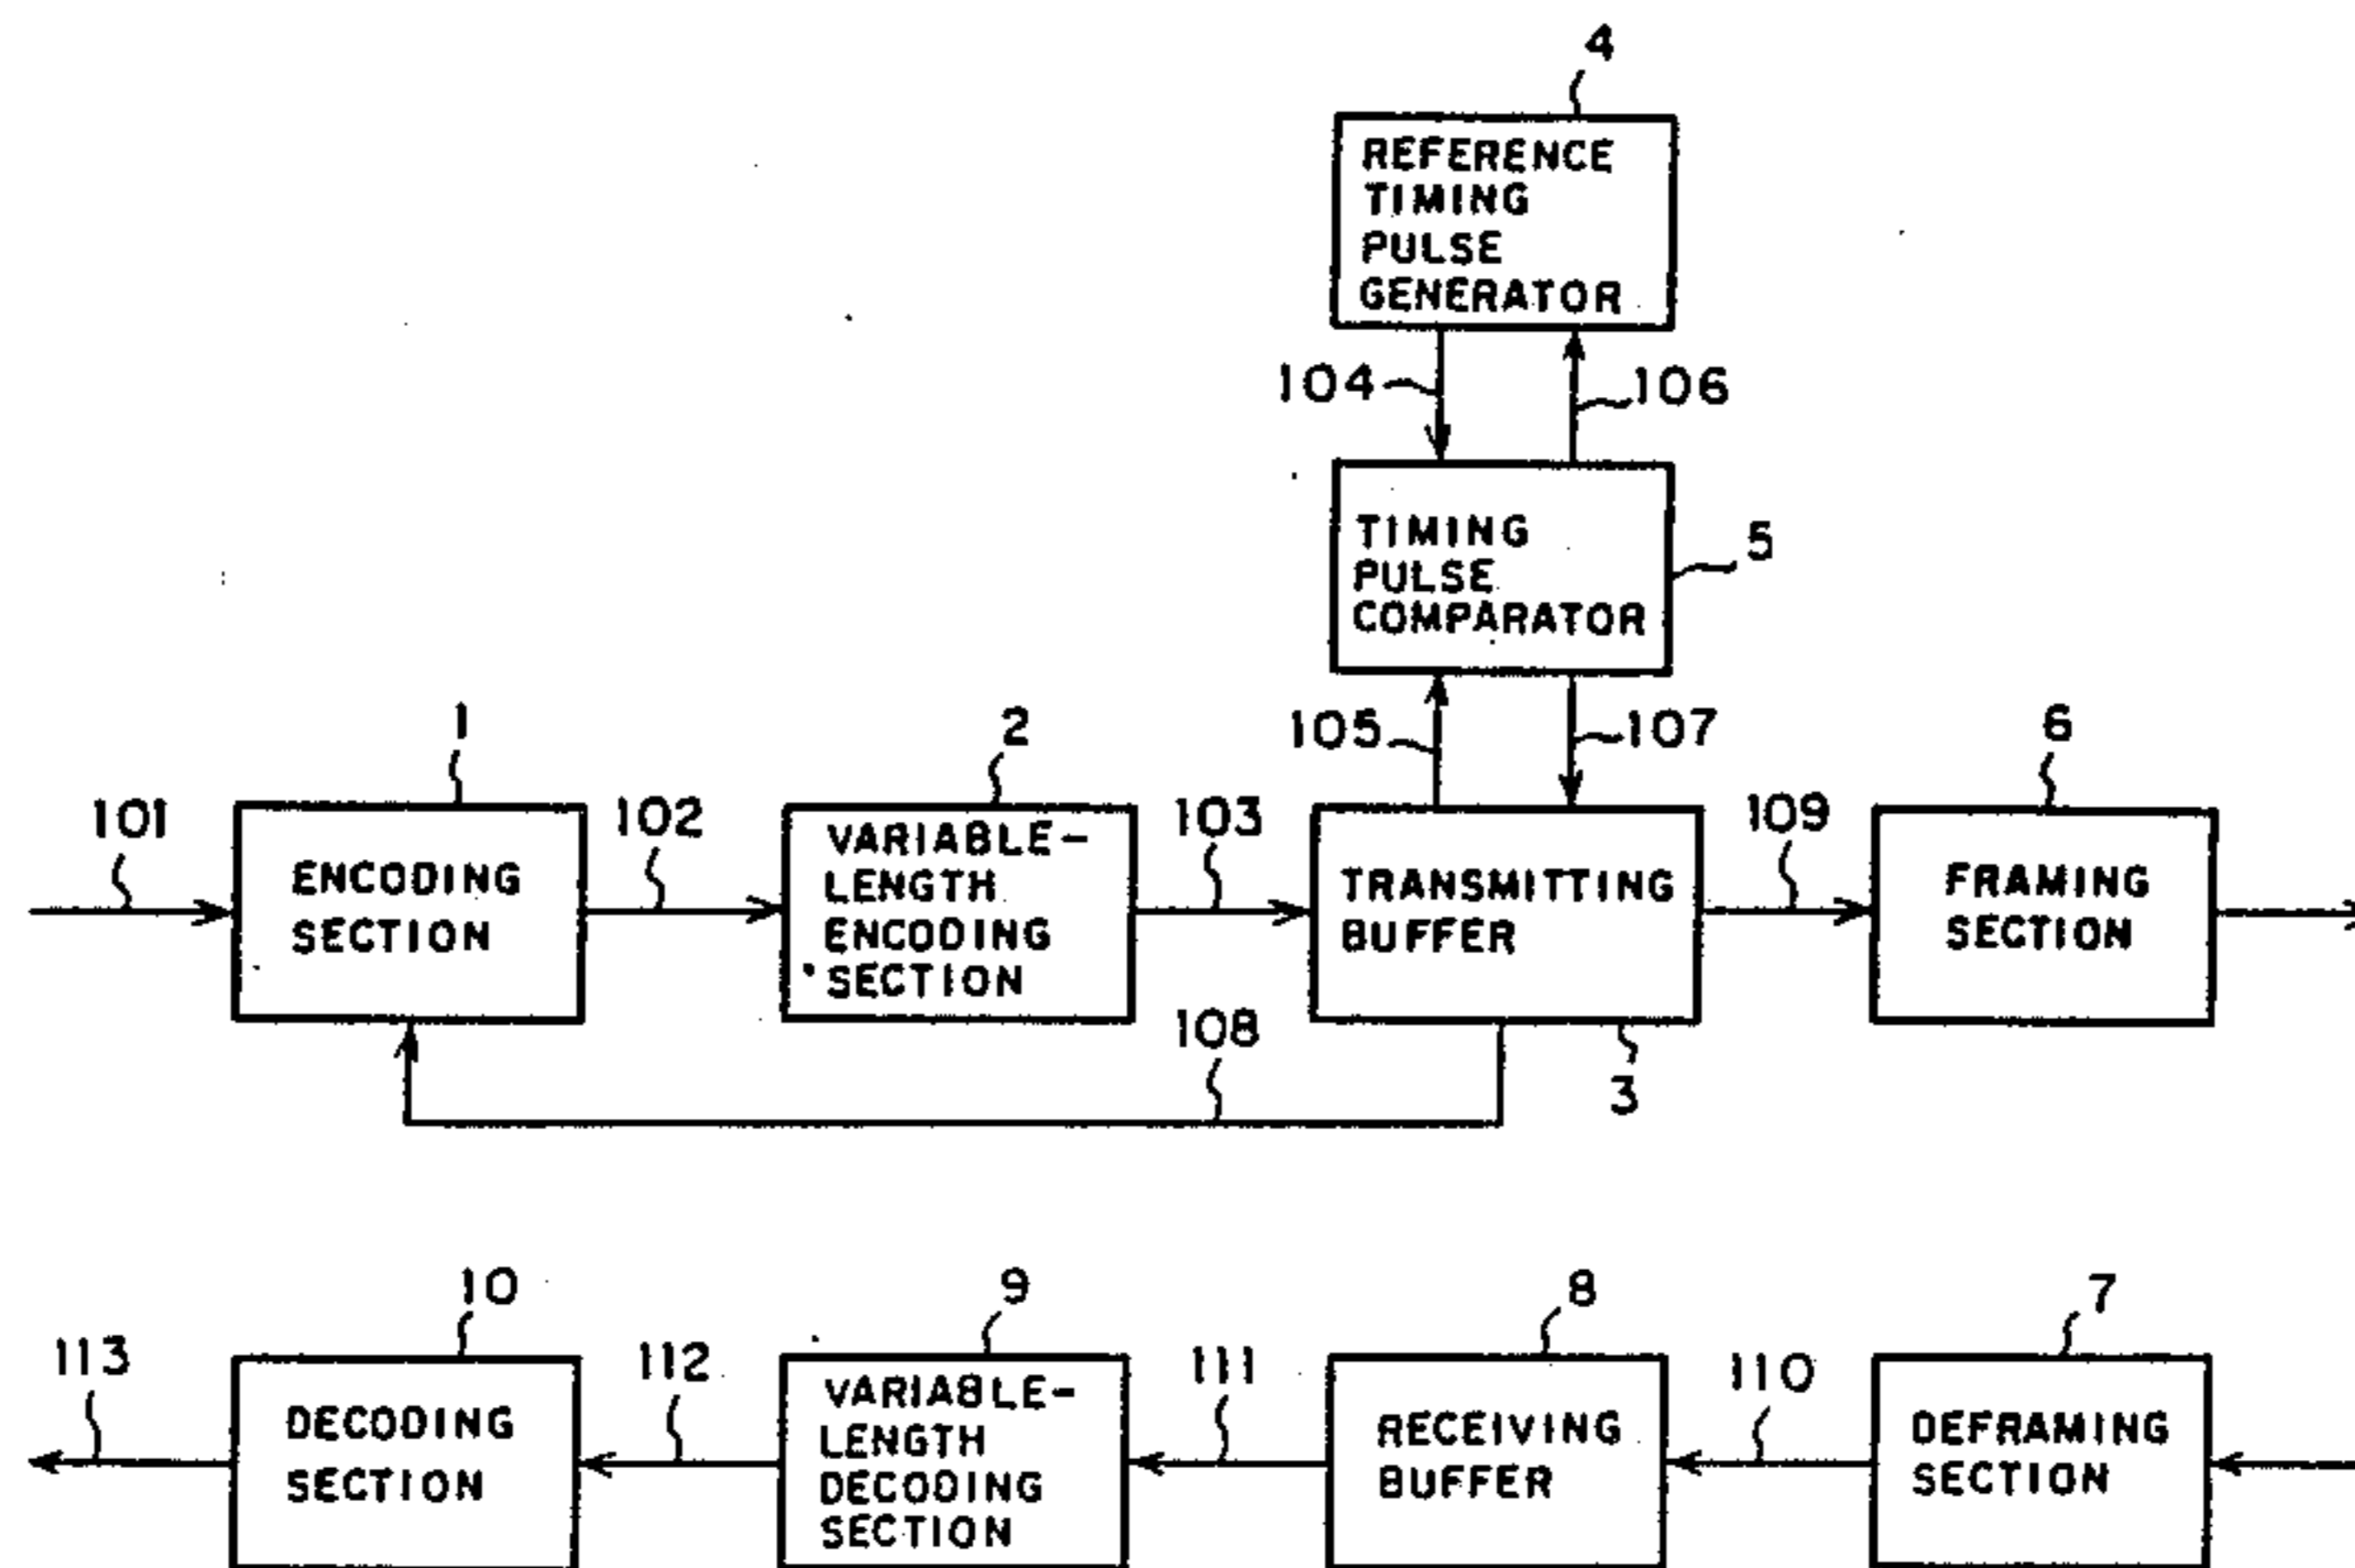 4
REFERENCE
TIMING
PULSE
GENERATOR
104
106
TIMING
PULSE
COMPARATOR
5
105
107
1
2
6
101
102
103
109
ENCODING
SECTION
VARIABLE-
LENGTH
ENCODING
SECTION
TRANSMITTING
BUFFER
FRAMING
SECTION
108
3
10
9
8
7
113
112
111
110
DECODING
SECTION
VARIABLE-
LENGTH
DECODING
SECTION
RECEIVING
BUFFER
DEFRAMING
SECTION